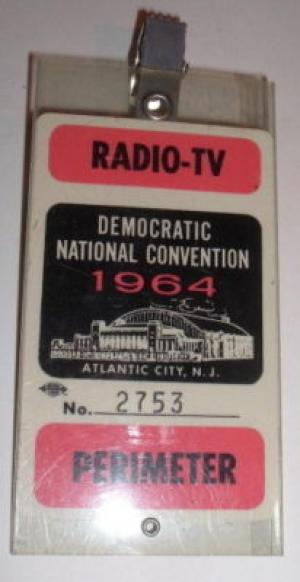 RADIO-TV
DEMOCRATIC
NATIONAL CONVENTION
1964
ATLANTIC CITY, N.J.
No. 2753
PERIMETER